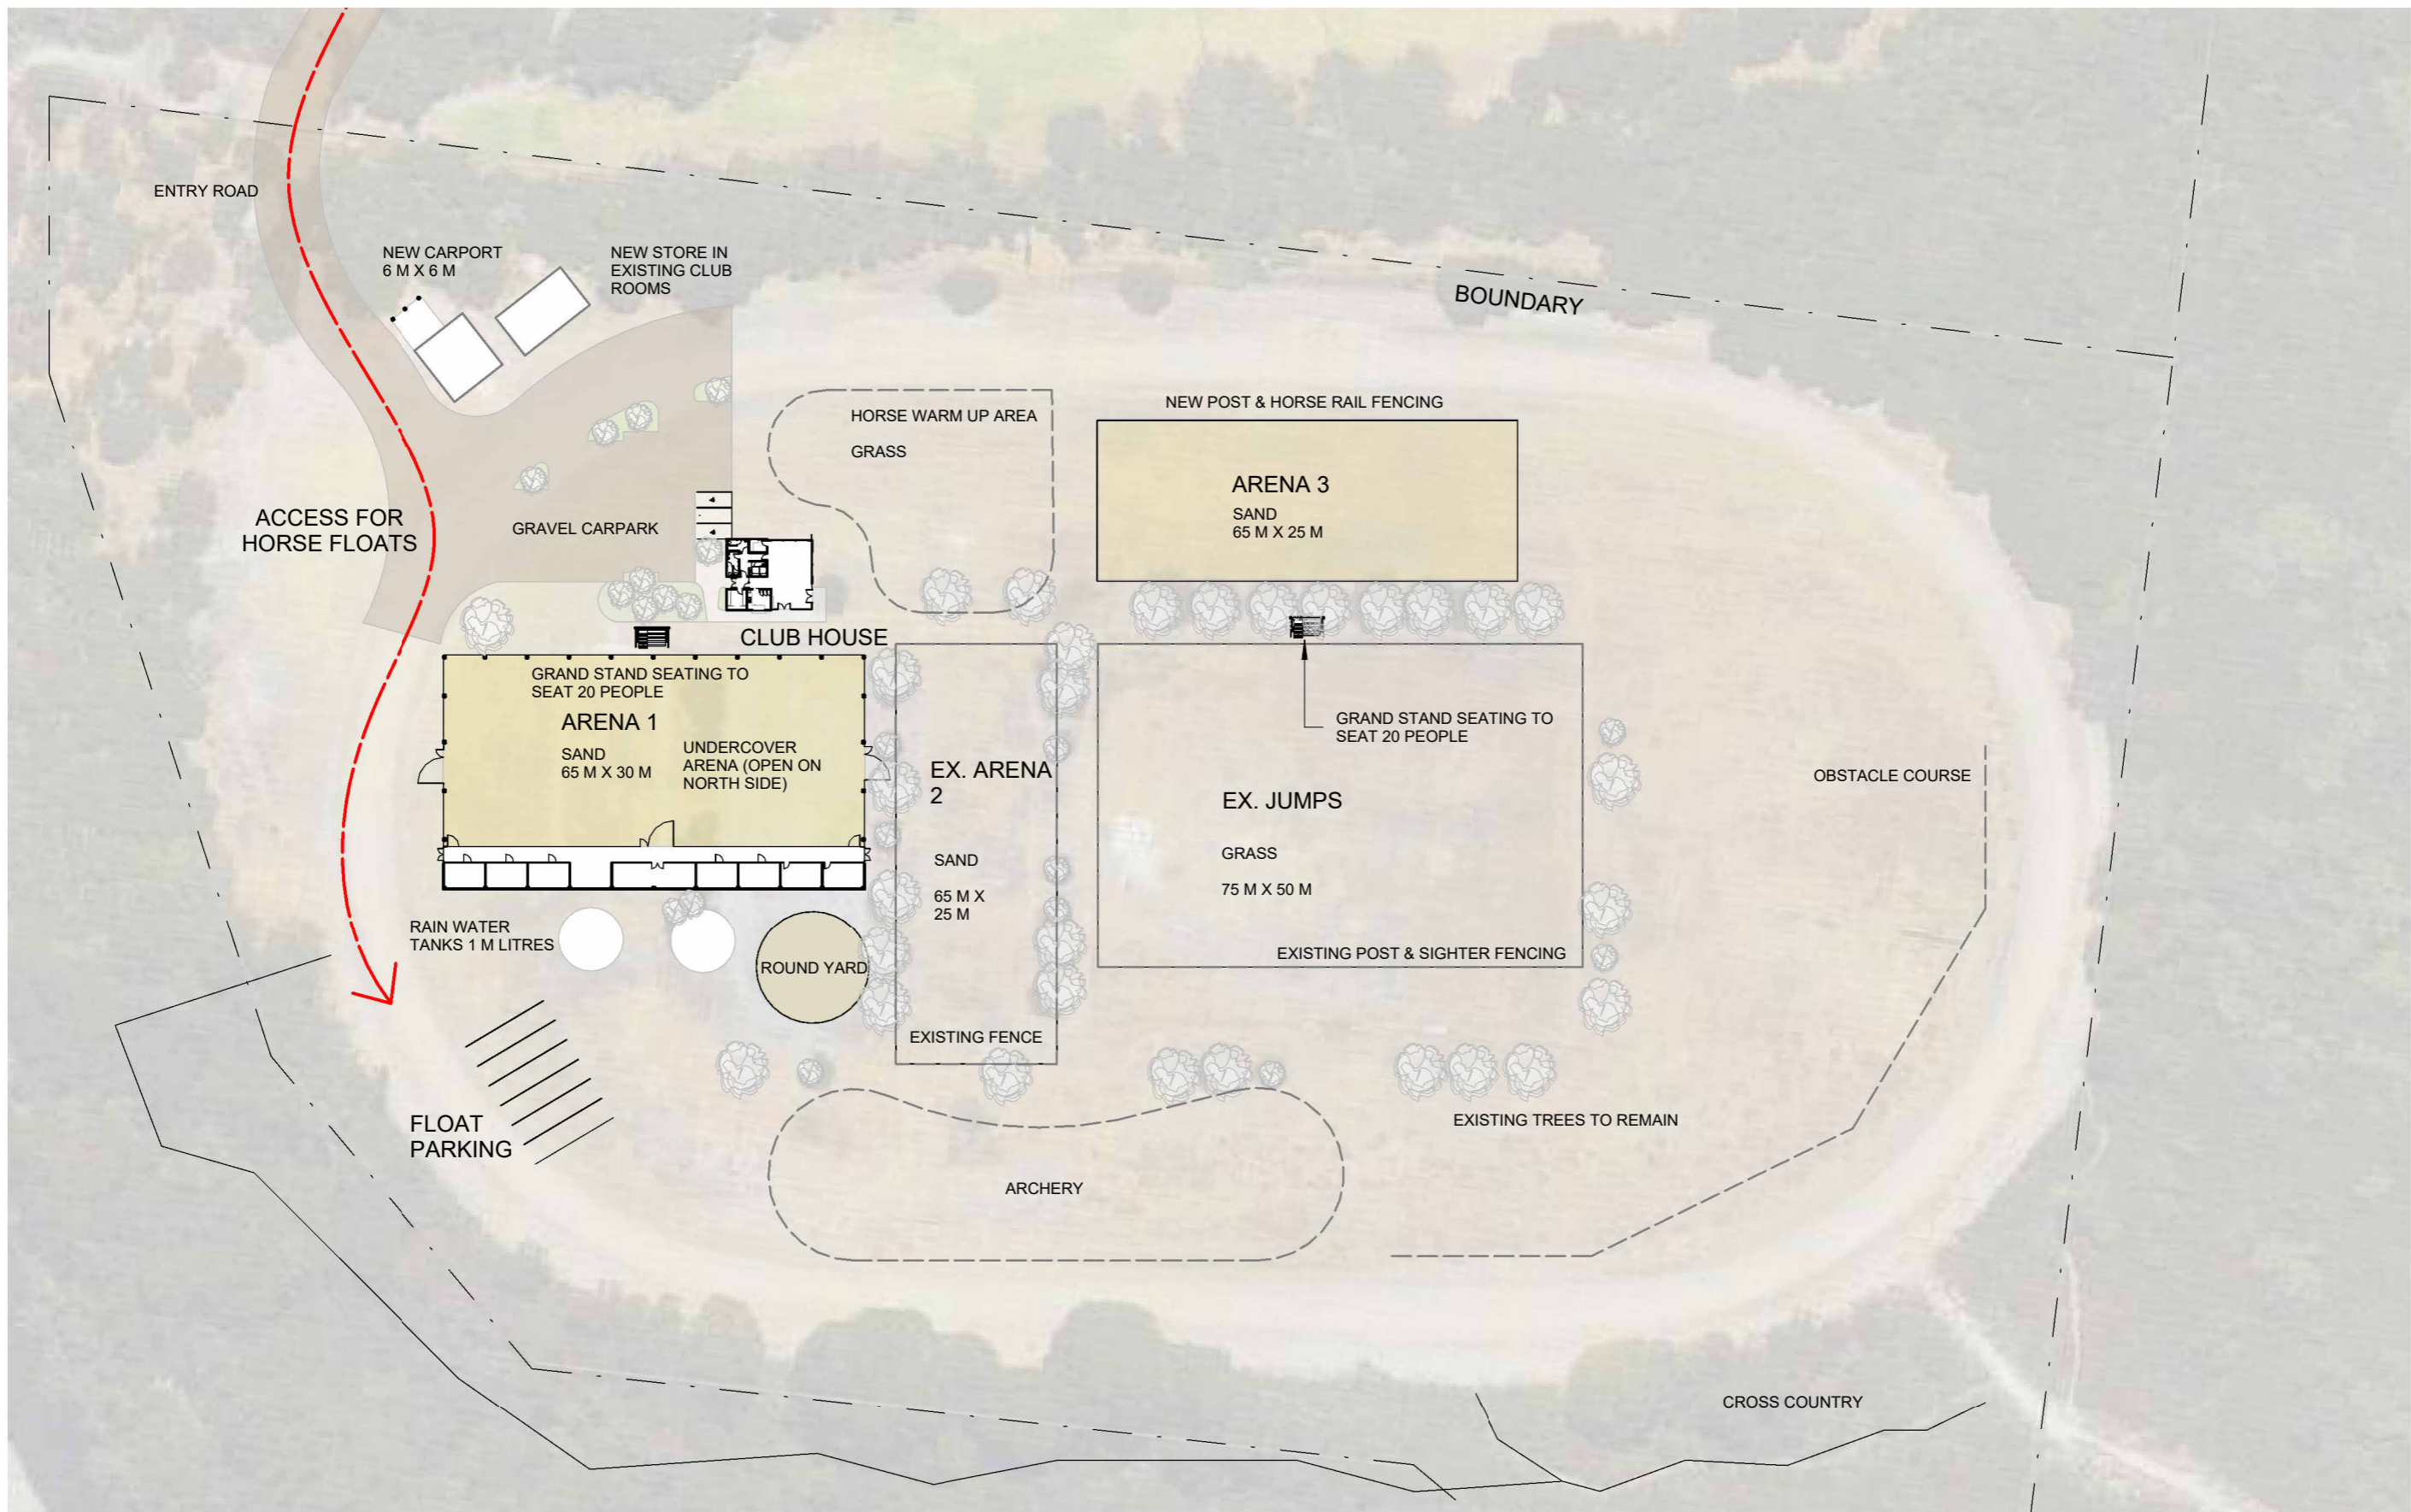 ENTRY ROAD
NEW CARPORT
6 M X 6 M
NEW STORE IN
EXISTING CLUB
ROOMS
BOUNDARY
HORSE WARM UP AREA
GRASS
NEW POST & HORSE RAIL FENCING
ARENA 3
SAND
65 M X 25 M
ACCESS FOR
HORSE FLOATS
GRAVEL CARPARK
CLUB HOUSE
GRAND STAND SEATING TO
SEAT 20 PEOPLE
ARENA 1
SAND
65 M X 30 M
UNDERCOVER
ARENA (OPEN ON
NORTH SIDE)
EX. ARENA
2
SAND
65 M X
25 M
EXISTING FENCE
GRAND STAND SEATING TO
SEAT 20 PEOPLE
EX. JUMPS
GRASS
75 M X 50 M
EXISTING POST & SIGHTER FENCING
OBSTACLE COURSE
RAIN WATER
TANKS 1 M LITRES
ROUND YARD
FLOAT
PARKING
EXISTING TREES TO REMAIN
ARCHERY
CROSS COUNTRY